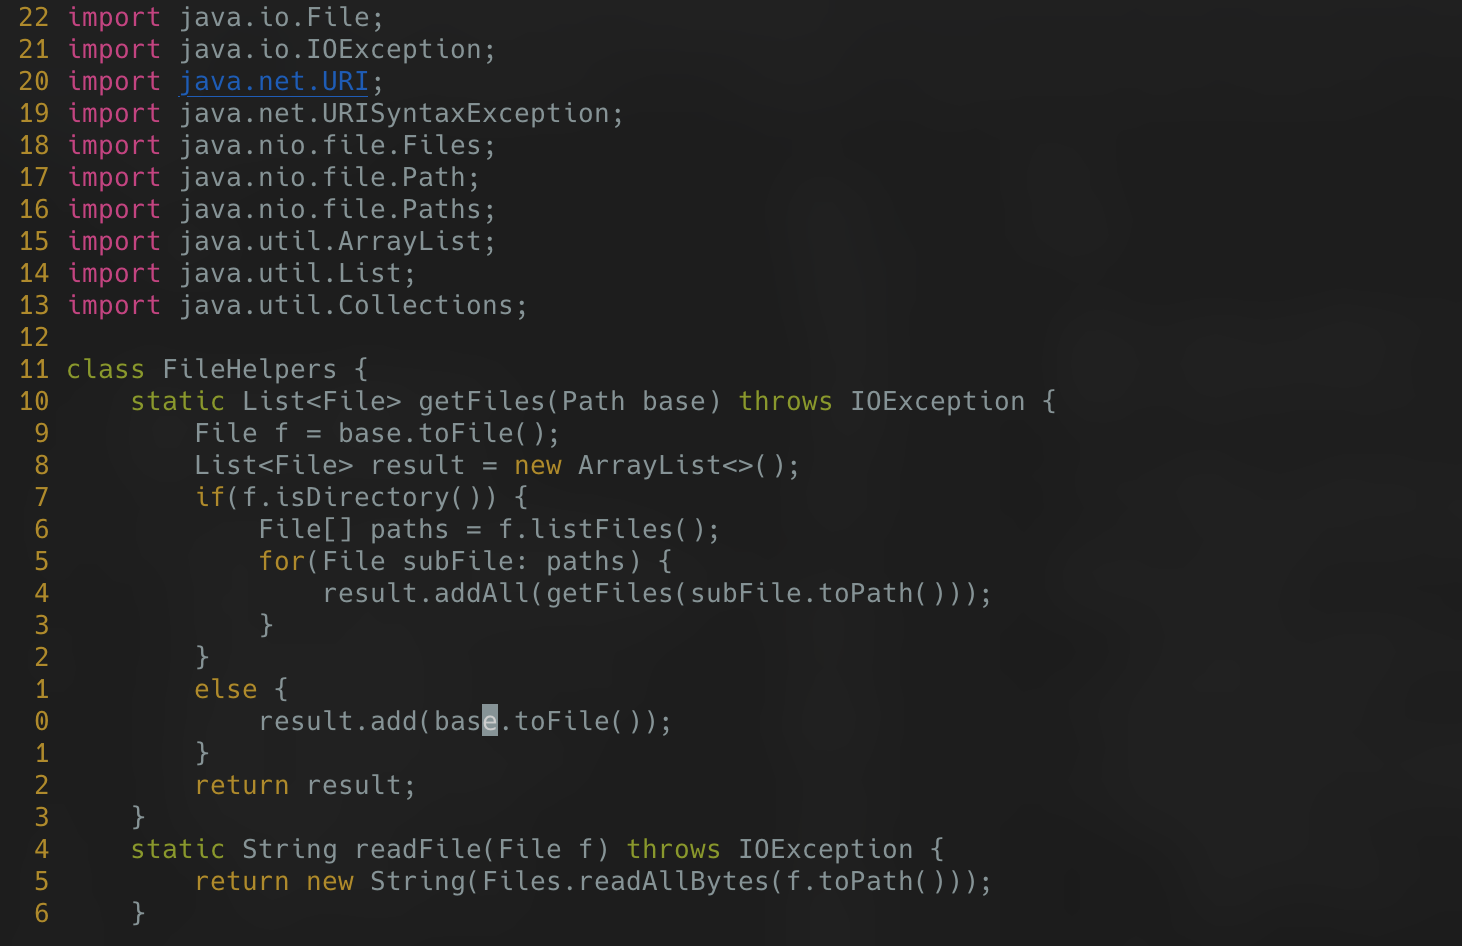 22 import java.io.File;
21 import java.io.IOException;
20 import java.net.URI;
19 import java.net.URISyntaxException;
18 import java.nio.file.Files;
17 import java.nio.file.Path;
16 import java.nio.file.Paths;
15 import java.util.ArrayList;
14 import java.util.List;
13 import java.util.Collections;
12
11 class FileHelpers {
10     static List<File> getFiles(Path base) throws IOException {
 9         File f = base.toFile();
 8         List<File> result = new ArrayList<>();
 7         if(f.isDirectory()) {
 6             File[] paths = f.listFiles();
 5             for(File subFile: paths) {
 4                 result.addAll(getFiles(subFile.toPath()));
 3             }
 2         }
 1         else {
 0             result.add(base.toFile());
 1         }
 2         return result;
 3     }
 4     static String readFile(File f) throws IOException {
 5         return new String(Files.readAllBytes(f.toPath()));
 6     }